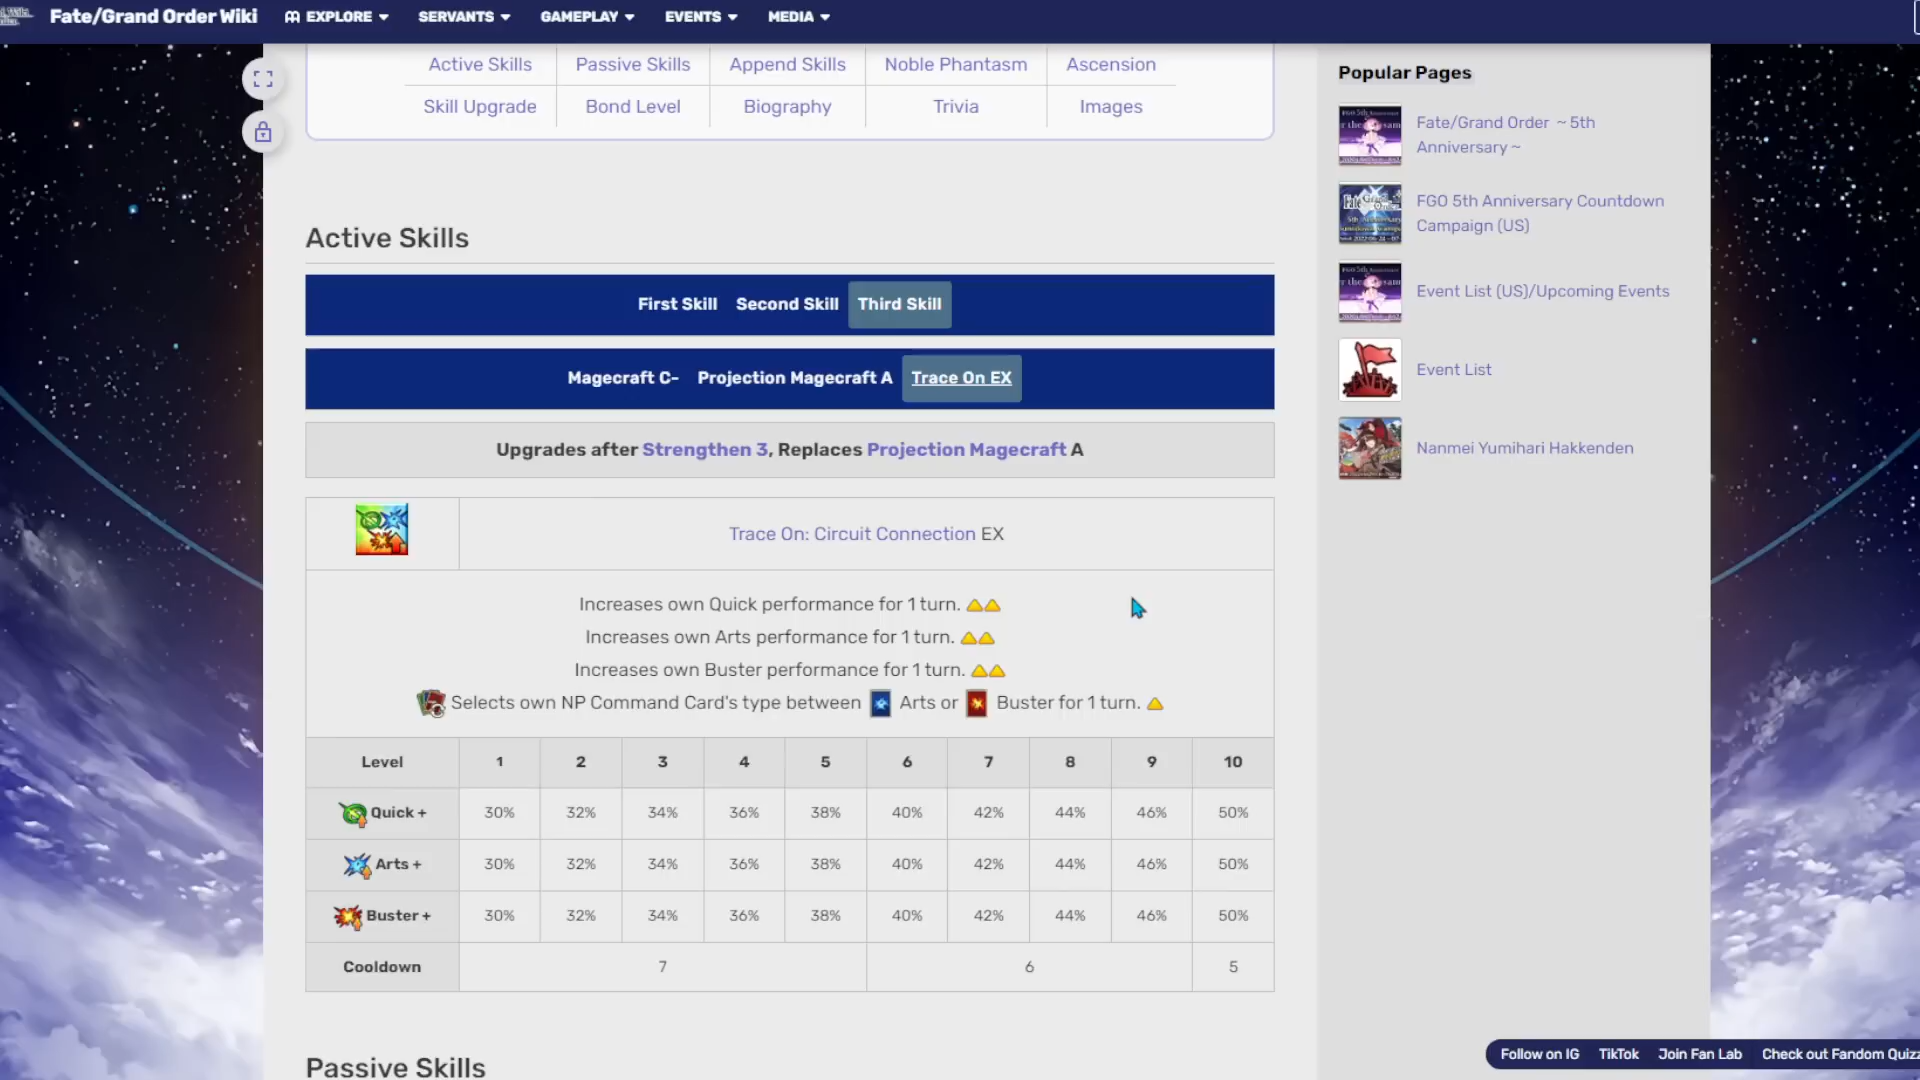 Fate/Grand Order Wiki
EXPLORE
SERVANTS
GAMEPLAY
EVENTS
MEDIA
Active Skills
Passive Skills
Append Skills
Noble Phantasm
Ascension
Skill Upgrade
Bond Level
Biography
Trivia
Images
Active Skills
First Skill Second Skill Third Skill
Magecraft C- Projection Magecraft A Trace On EX
Upgrades after Strengthen 3, Replaces Projection Magecraft A
Trace On: Circuit Connection EX
Increases own Quick performance for 1 turn.
Increases own Arts performance for 1 turn.
Increases own Buster performance for 1 turn.
Selects own NP Command Card's type between Arts or Buster for 1 turn.
Level 1 2 3 4 5 6 7 8 9 10
Quick + 30% 32% 34% 36% 38% 40% 42% 44% 46% 50%
Arts + 30% 32% 34% 36% 38% 40% 42% 44% 46% 50%
Buster + 30% 32% 34% 36% 38% 40% 42% 44% 46% 50%
Cooldown 7 6 5
Passive Skills
Popular Pages
Fate/Grand Order ~5th
Anniversary~
FGO 5th Anniversary Countdown
Campaign (US)
Event List (US)/Upcoming Events
Event List
Nanmei Yumihari Hakkenden
Follow on IG TikTok Join Fan Lab Check out Fandom Quizz